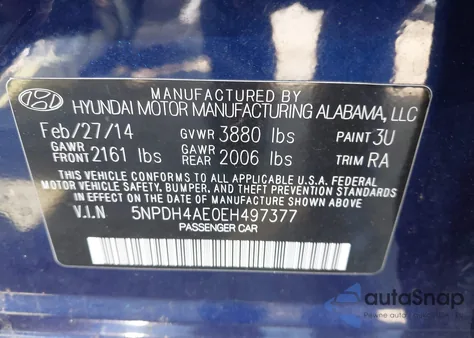 MANUFACTURED BY
HYUNDAI MOTOR MANUFACTURING ALABAMA, LLC
Feb/27/14 GVWR 3880 lbs PAINT 3U
GAWR FRONT 2161 lbs GAWR REAR 2006 lbs TRIM RA
THIS VEHICLE CONFORMS TO ALL APPLICABLE U.S.A. FEDERAL
MOTOR VEHICLE SAFETY, BUMPER, AND THEFT PREVENTION STANDARDS
IN EFFECT ON THE DATE OF MANUFACTURE SHOWN ABOVE.
V.I.N 5NPDH4AE0EH497377
PASSENGER CAR
autoSnap
Pewne auto